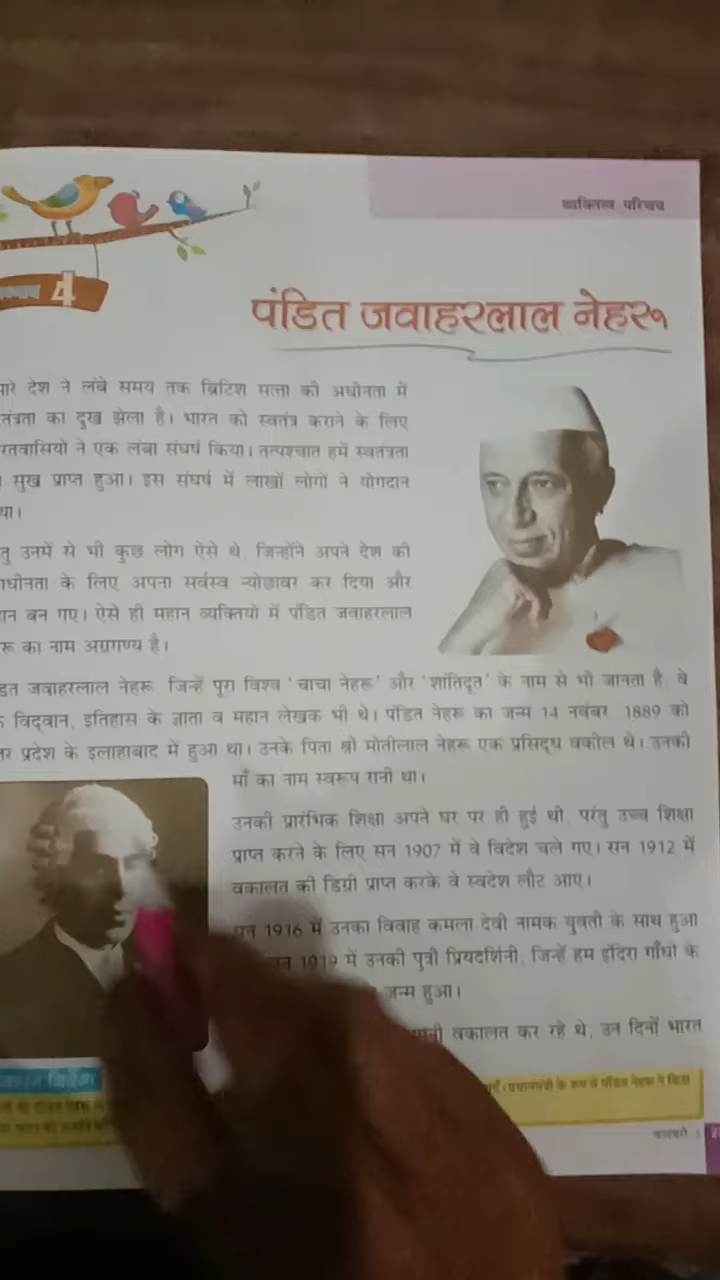 व्यक्तित्व परिचय
4
पंडित जवाहरलाल नेहरू
देश ने लंबे समय तक ब्रिटिश सत्ता की अधीनता में
का दुख झेला है। भारत को स्वतंत्र कराने के लिए
ने एक लंबा संघर्ष किया। तत्पश्चात हमें स्वतंत्रता
सुख प्राप्त हुआ। इस संघर्ष में लाखों लोगों ने योगदान
उनमें से भी कुछ लोग ऐसे थे, जिन्होंने अपने देश की
के लिए अपना सर्वस्व न्योछावर कर दिया और
बन गए। ऐसे ही महान व्यक्तियों में पंडित जवाहरलाल
का नाम अग्रगण्य है।
जवाहरलाल नेहरू, जिन्हें पूरा विश्व 'चाचा नेहरू' और 'शांतिदूत' के नाम से भी जानता है, वे
विद्वान, इतिहास के ज्ञाता व महान लेखक भी थे। पंडित नेहरू का जन्म 14 नवंबर, 1889 को
प्रदेश के इलाहाबाद में हुआ था। उनके पिता श्री मोतीलाल नेहरू एक प्रसिद्ध वकील थे। उनकी
माँ का नाम स्वरूप रानी था।
उनकी प्रारंभिक शिक्षा अपने घर पर ही हुई थी, परंतु उच्च शिक्षा
प्राप्त करने के लिए सन 1907 में वे विदेश चले गए। सन 1912 में
वकालत की डिग्री प्राप्त करके वे स्वदेश लौट आए।
सन 1916 में उनका विवाह कमला देवी नामक युवती के साथ हुआ
1919 में उनकी पुत्री प्रियदर्शिनी, जिन्हें हम इंदिरा गाँधी के
जन्म हुआ।
वकालत कर रहे थे, उन दिनों भारत
प्रधानमंत्री के रूप में पंडित नेहरू ने किस